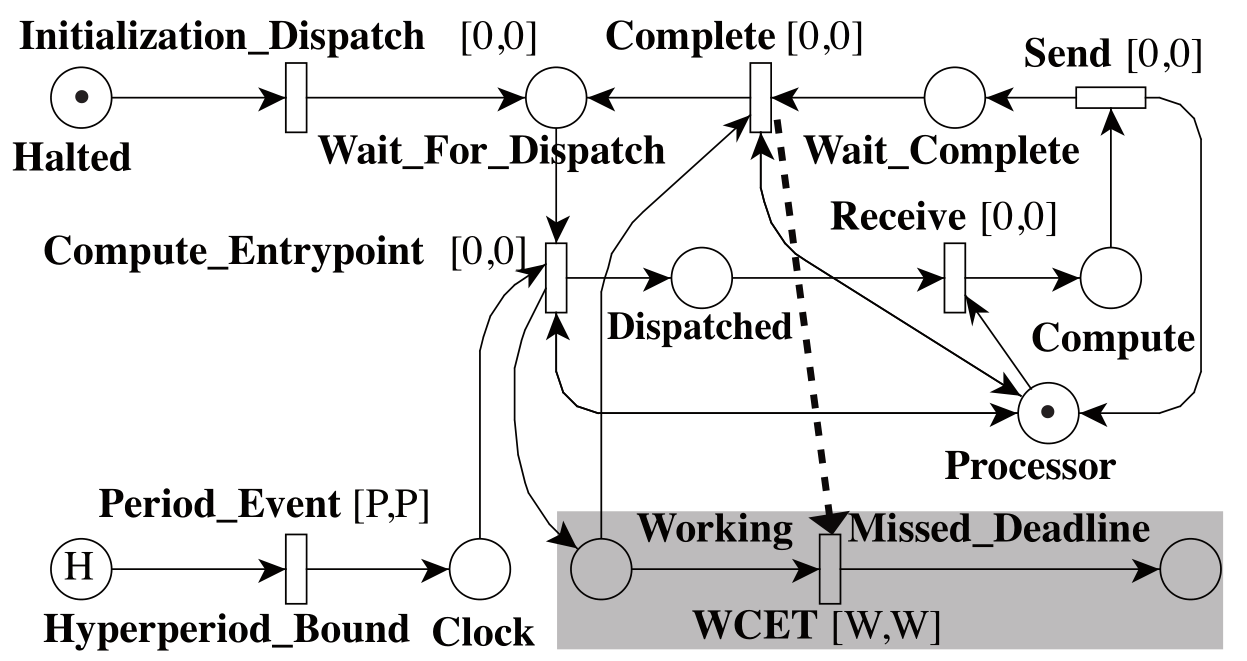 Initialization_Dispatch [0,0] Complete [0,0]
Send [0,0]
Halted
Wait_For_Dispatch
Wait_Complete
Receive [0,0]
Compute_Entrypoint [0,0]
Dispatched
Compute
Processor
Period_Event [P,P]
Working
Missed_Deadline
H
Hyperperiod_Bound
Clock
WCET [W,W]